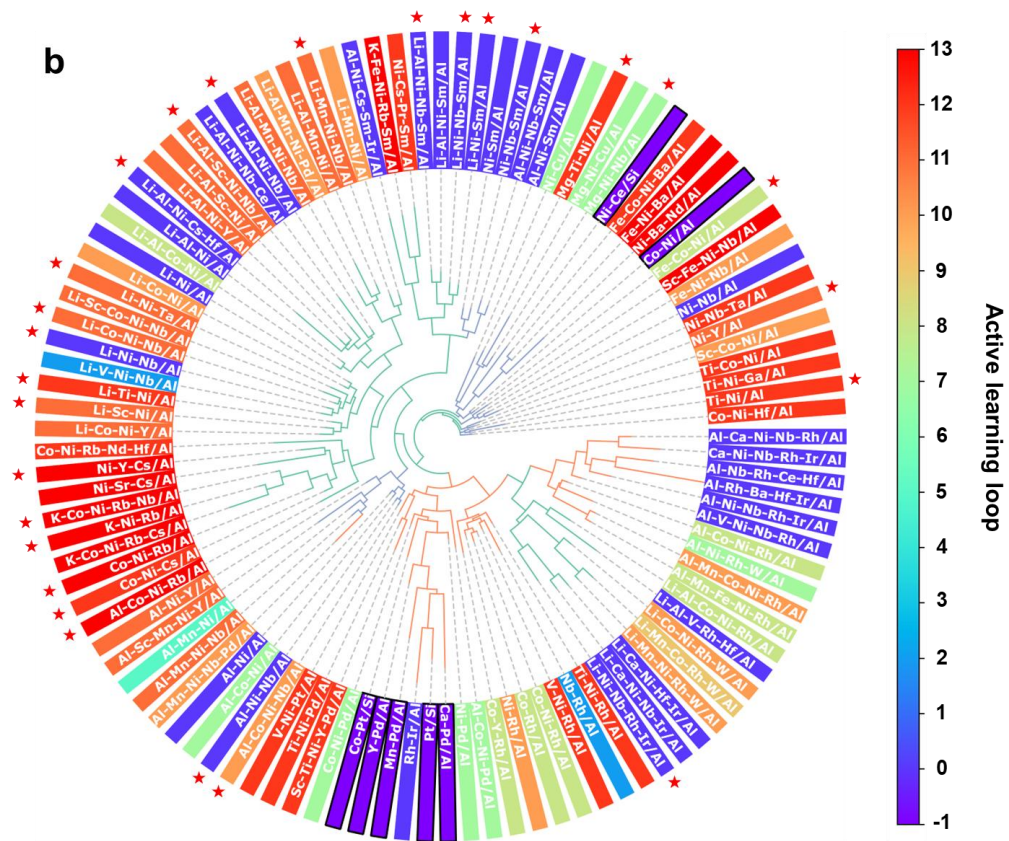 b
Li-Al-Ni-Nb-Sm/Al
Li-Al-Ni-Sm/Al
Li-Ni-Nb-Sm/Al
Li-Ni-Sm/Al
Ni-Sm/Al
Ni-Nb-Sm/Al
Al-Ni-Nb-Sm/Al
Al-Ni-Sm/Al
Ni-Cu/Al
Mg-Ti-Ni/Al
Mg-Ni-Cu/Al
Mg-Ni-Nb/Al
Ni-Ce/Si
Fe-Co-Ni-Ba/Al
Fe-Ni-Ba/Al
Ni-Ba-Nd/Al
Co-Ni/Al
Fe-Co-Ni/Al
Sc-Fe-Ni-Nb/Al
Fe-Ni-Nb/Al
Ni-Nb/Al
Ni-Nb-Ta/Al
Ni-Y/Al
Sc-Co-Ni/Al
Ti-Co-Ni/Al
Ti-Ni-Ga/Al
Ti-Ni/Al
Co-Ni-Hf/Al
Al-Ca-Ni-Nb-Rh/Al
Ca-Ni-Nb-Rh-Ir/Al
Al-Nb-Rh-Ce-Hf/Al
Al-Rh-Ba-Hf-Ir/Al
Al-Ni-Nb-Rh-Ir/Al
Al-V-Ni-Nb-Rh/Al
Al-Co-Ni-Rh/Al
Al-Ni-Rh-W/Al
Al-Mn-Co-Ni-Rh/Al
Al-Mn-Fe-Ni-Rh/Al
Li-Al-Co-Ni-Rh/Al
Li-Al-V-Rh-Hf/Al
Li-Co-Ni-Rh-W/Al
Li-Mn-Co-Rh-W/Al
Li-Mn-Ni-Rh-W/Al
Li-Ca-Ni-Hf-Ir/Al
Li-Ca-Ni-Nb-Ir/Al
Li-Ni-Nb-Rh-Ir/Al
Ti-Ni-Rh/Al
Nb-Rh/Al
V-Ni-Rh/Al
Co-Ni-Rh/Al
Co-Rh/Al
Ni-Rh/Al
Co-Y-Rh/Al
Al-Co-Ni-Pd/Al
Ni-Pd/Al
Ca-Pd/Al
Pt/Si
Rh-Ir/Al
Mn-Pd/Al
Y-Pd/Al
Co-Pt/Si
Co-Ni-Pd/Al
Sc-Ti-Ni-Y-Pd/Al
Ti-Ni-Pd/Al
V-Ni-Pt/Al
Al-Co-Ni-Nb/Al
Al-Ni-Nb/Al
Al-Co-Ni/Al
Al-Ni/Al
Al-Mn-Ni-Nb-Pd/Al
Al-Mn-Ni-Nb/Al
Al-Mn-Ni/Al
Al-Sc-Mn-Ni-Y/Al
Al-Ni-Y/Al
Al-Co-Ni-Rb/Al
Co-Ni-Cs/Al
Co-Ni-Rb/Al
K-Co-Ni-Rb-Cs/Al
K-Ni-Rb/Al
K-Co-Ni-Rb-Nb/Al
Ni-Sr-Cs/Al
Ni-Y-Cs/Al
Co-Ni-Rb-Nd-Hf/Al
Li-Co-Ni-Y/Al
Li-Sc-Ni/Al
Li-Ti-Ni/Al
Li-V-Ni-Nb/Al
Li-Ni-Nb/Al
Li-Co-Ni-Nb/Al
Li-Sc-Co-Ni-Nb/Al
Li-Ni-Ta/Al
Li-Co-Ni/Al
Li-Ni/Al
Li-Al-Co-Ni/Al
Li-Al-Ni/Al
Li-Al-Ni-Cs-Hf/Al
Li-Al-Ni-Y/Al
Li-Al-Sc-Ni/Al
Li-Al-Sc-Ni-Nb/Al
Li-Al-Ni-Nb-Ce/Al
Li-Al-Ni-Nb/Al
Li-Al-Mn-Ni-Nb/Al
Li-Al-Mn-Ni-Pd/Al
Li-Al-Mn-Ni/Al
Li-Mn-Ni-Nb/Al
Li-Mn-Ni/Al
Al-Ni-Cs-Sm-Ir/Al
K-Fe-Ni-Rb-Sm/Al
Ni-Cs-Pr-Sm/Al
13
12
11
10
9
8
7
6
5
4
3
2
1
0
-1
Active learning loop